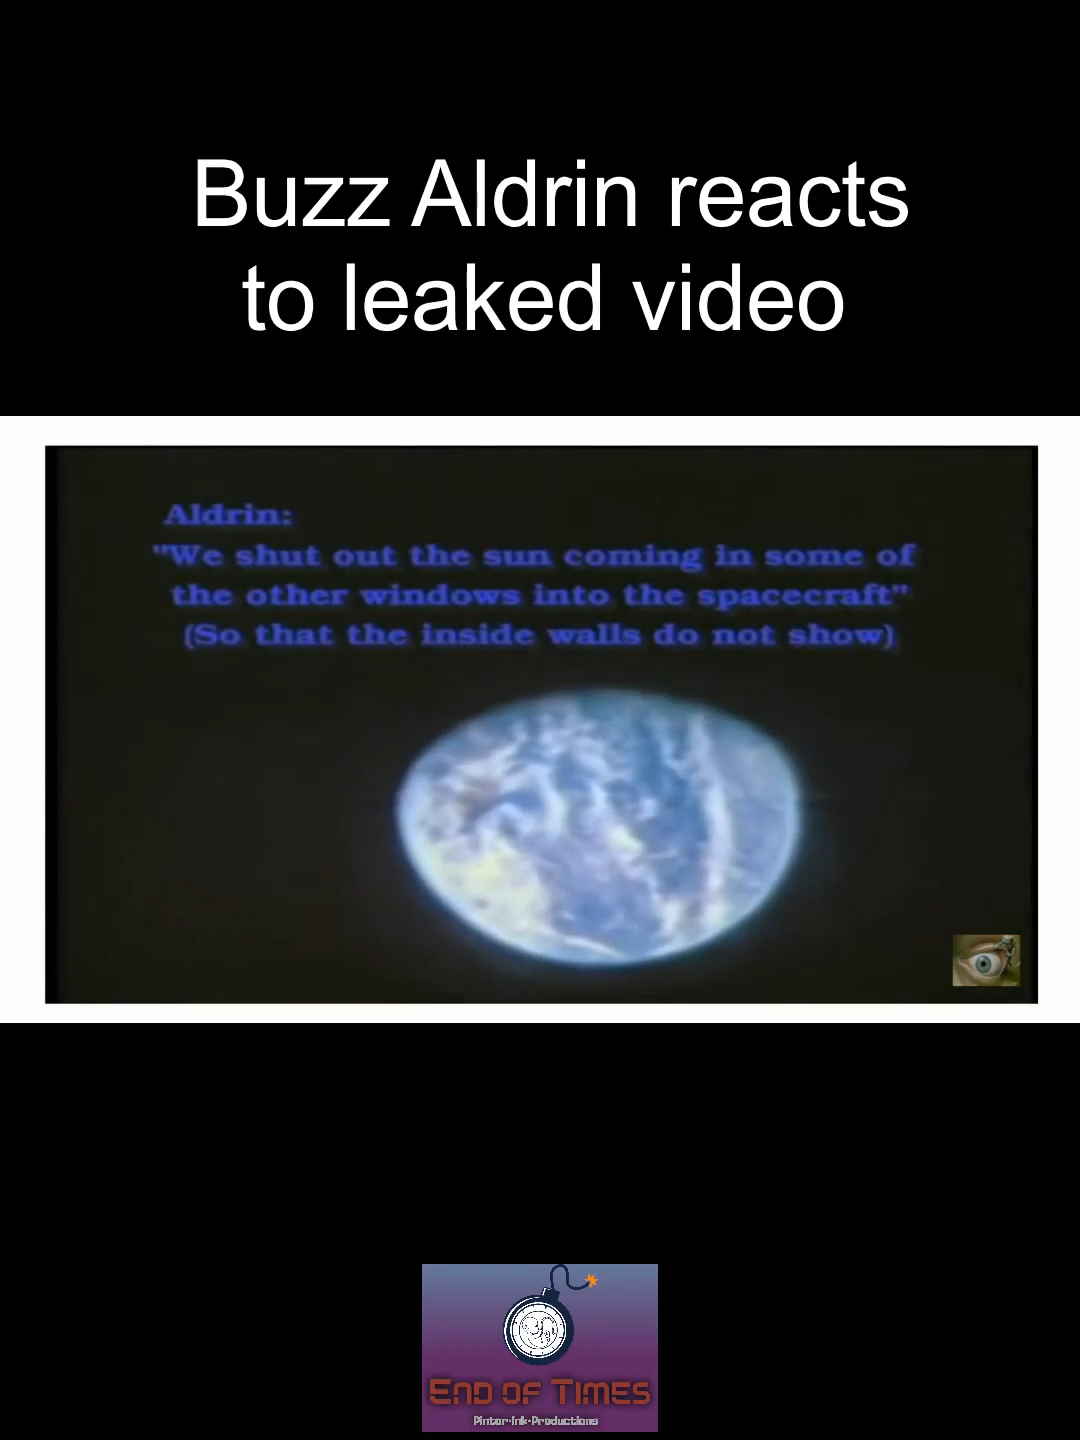 Buzz Aldrin reacts
to leaked video
Aldrin:
"We shut out the sun coming in some of
the other windows into the spacecraft"
(So that the inside walls do not show)
END OF TIMES
Pintor-Ink-Productions